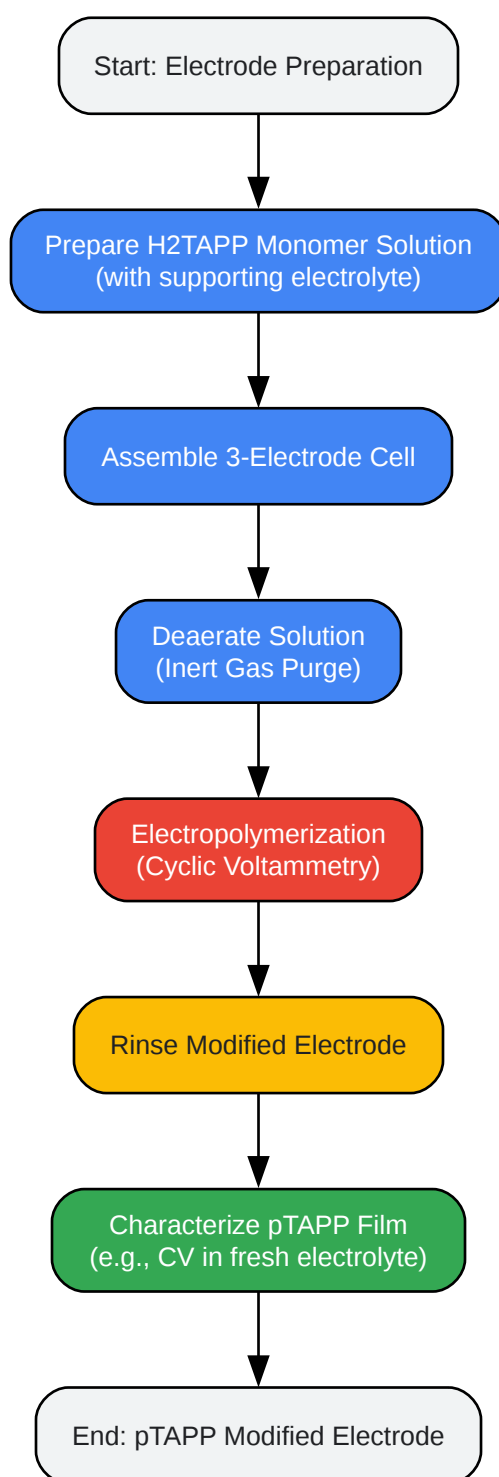 Start: Electrode Preparation
Prepare H2TAPP Monomer Solution
(with supporting electrolyte)
Assemble 3-Electrode Cell
Deaerate Solution
(Inert Gas Purge)
Electropolymerization
(Cyclic Voltammetry)
Rinse Modified Electrode
Characterize pTAPP Film
(e.g., CV in fresh electrolyte)
End: pTAPP Modified Electrode